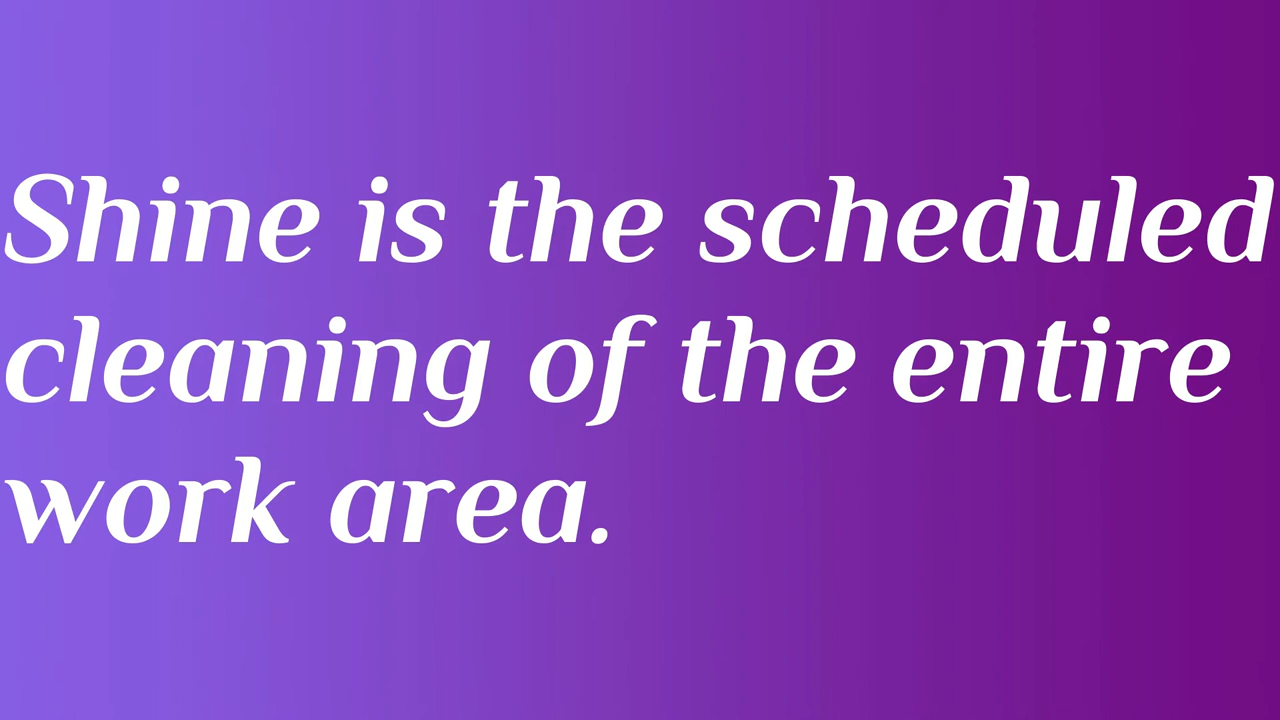 Shine is the scheduled
cleaning of the entire
work area.